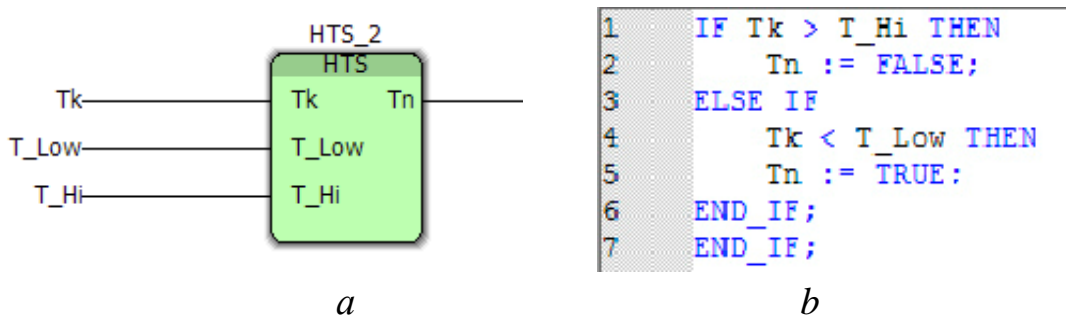 HTS_2
HTS
Tk Tk Tn
T_Low T_Low
T_Hi T_Hi
a
1 IF Tk > T_Hi THEN
2 Tn := FALSE;
3 ELSE IF
4 Tk < T_Low THEN
5 Tn := TRUE;
6 END_IF;
7 END_IF;
b